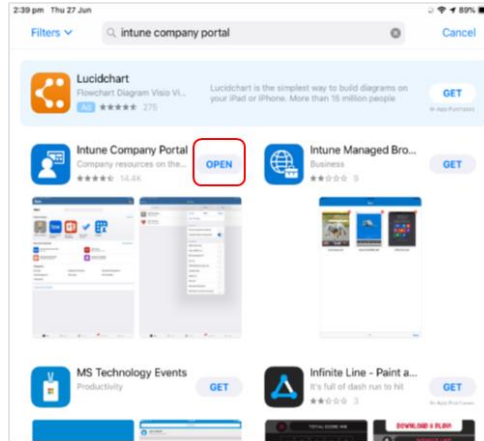 2:39 pm Thu 27 Jun
89%
Filters
intune company portal
Cancel
Lucidchart
Flowchart Diagram Visio Vi...
Ad 275
Lucidchart is the simplest way to build diagrams on
your iPad or iPhone. More than 15 million people
GET
In-App Purchases
Intune Company Portal
Company resources on the...
14.4K
OPEN
Intune Managed Bro...
Business
9
GET
MS Technology Events
Productivity
GET
Infinite Line - Paint a...
It's full of dash run to hit
3
GET
In-App Purchases